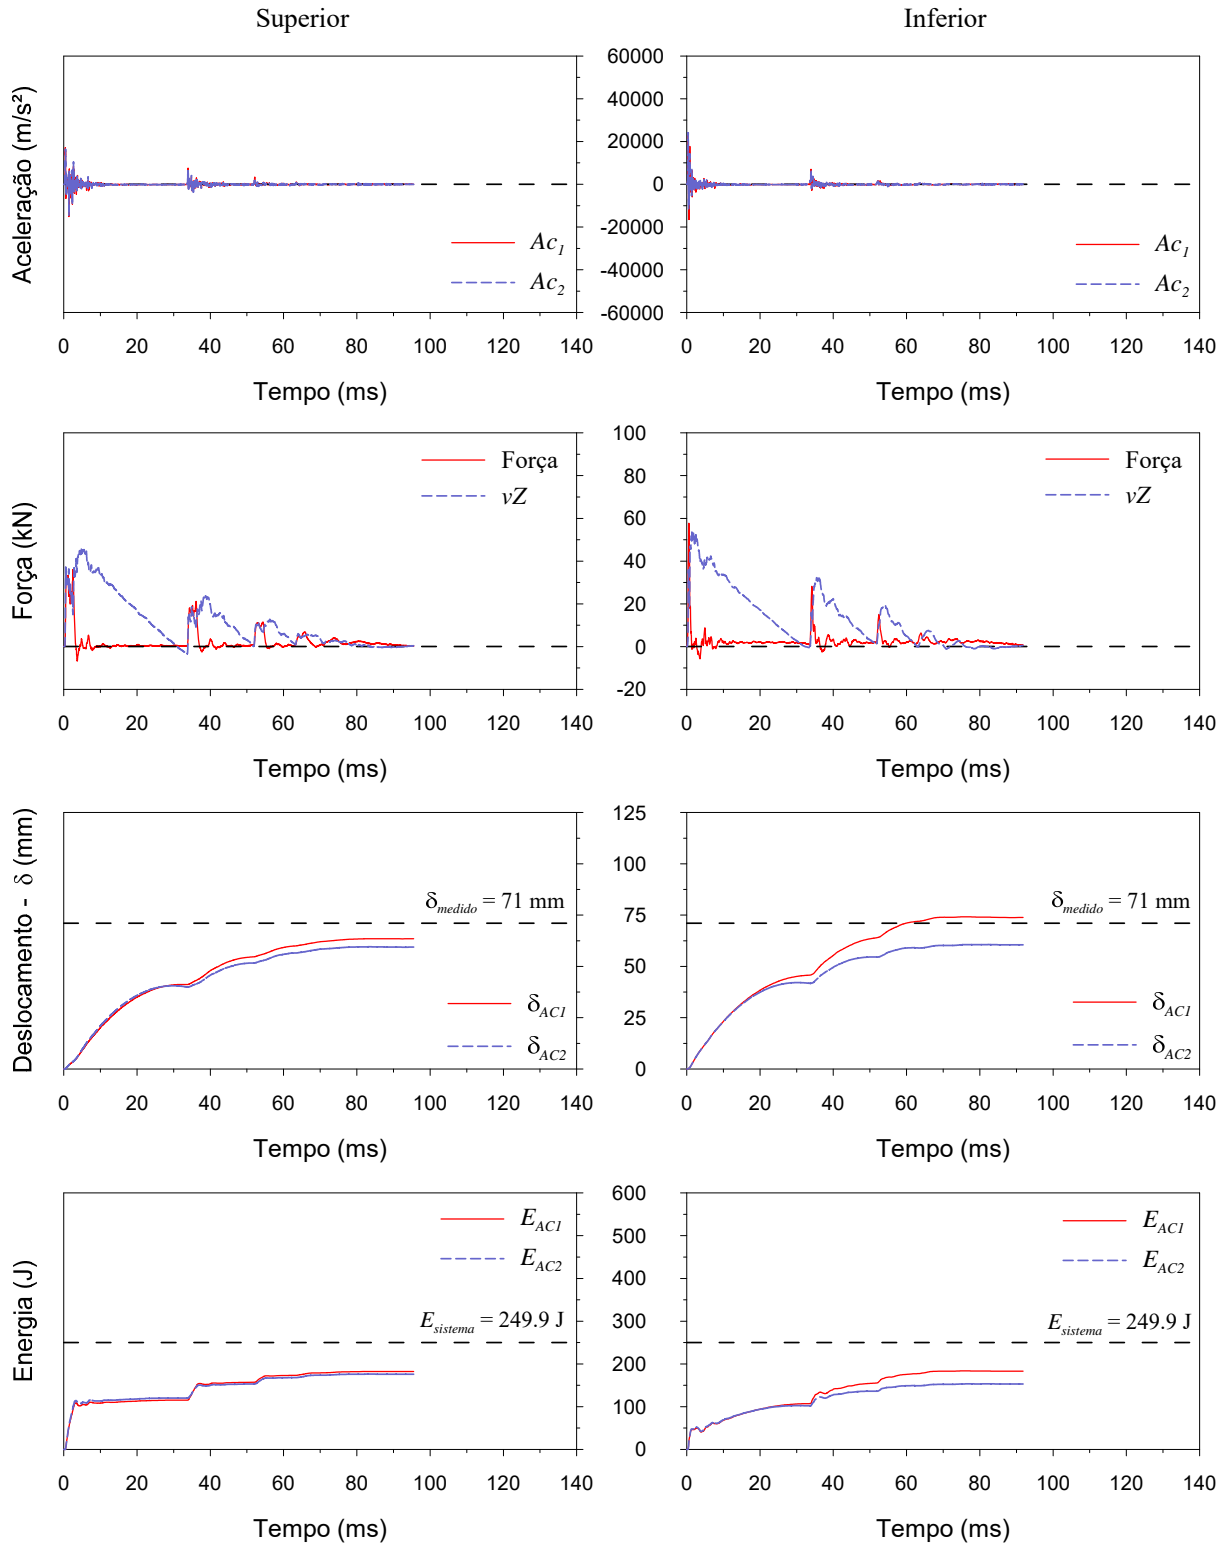 Superior Inferior
Aceleração (m/s²)
60000
40000
20000
0
-20000
-40000
-60000
Ac1
Ac2
Ac1
Ac2
0 20 40 60 80 100 120 140
0 20 40 60 80 100 120 140
Tempo (ms) Tempo (ms)
Força (kN)
100
80
60
40
20
0
-20
Força
vZ
Força
vZ
0 20 40 60 80 100 120 140
0 20 40 60 80 100 120 140
Tempo (ms) Tempo (ms)
Deslocamento - δ (mm)
125
100
75
50
25
0
δmedido = 71 mm
δAC1
δAC2
δmedido = 71 mm
δAC1
δAC2
0 20 40 60 80 100 120 140
0 20 40 60 80 100 120 140
Tempo (ms) Tempo (ms)
Energia (J)
600
500
400
300
200
100
0
EAC1
EAC2
Esistema = 249.9 J
EAC1
EAC2
Esistema = 249.9 J
0 20 40 60 80 100 120 140
0 20 40 60 80 100 120 140
Tempo (ms) Tempo (ms)